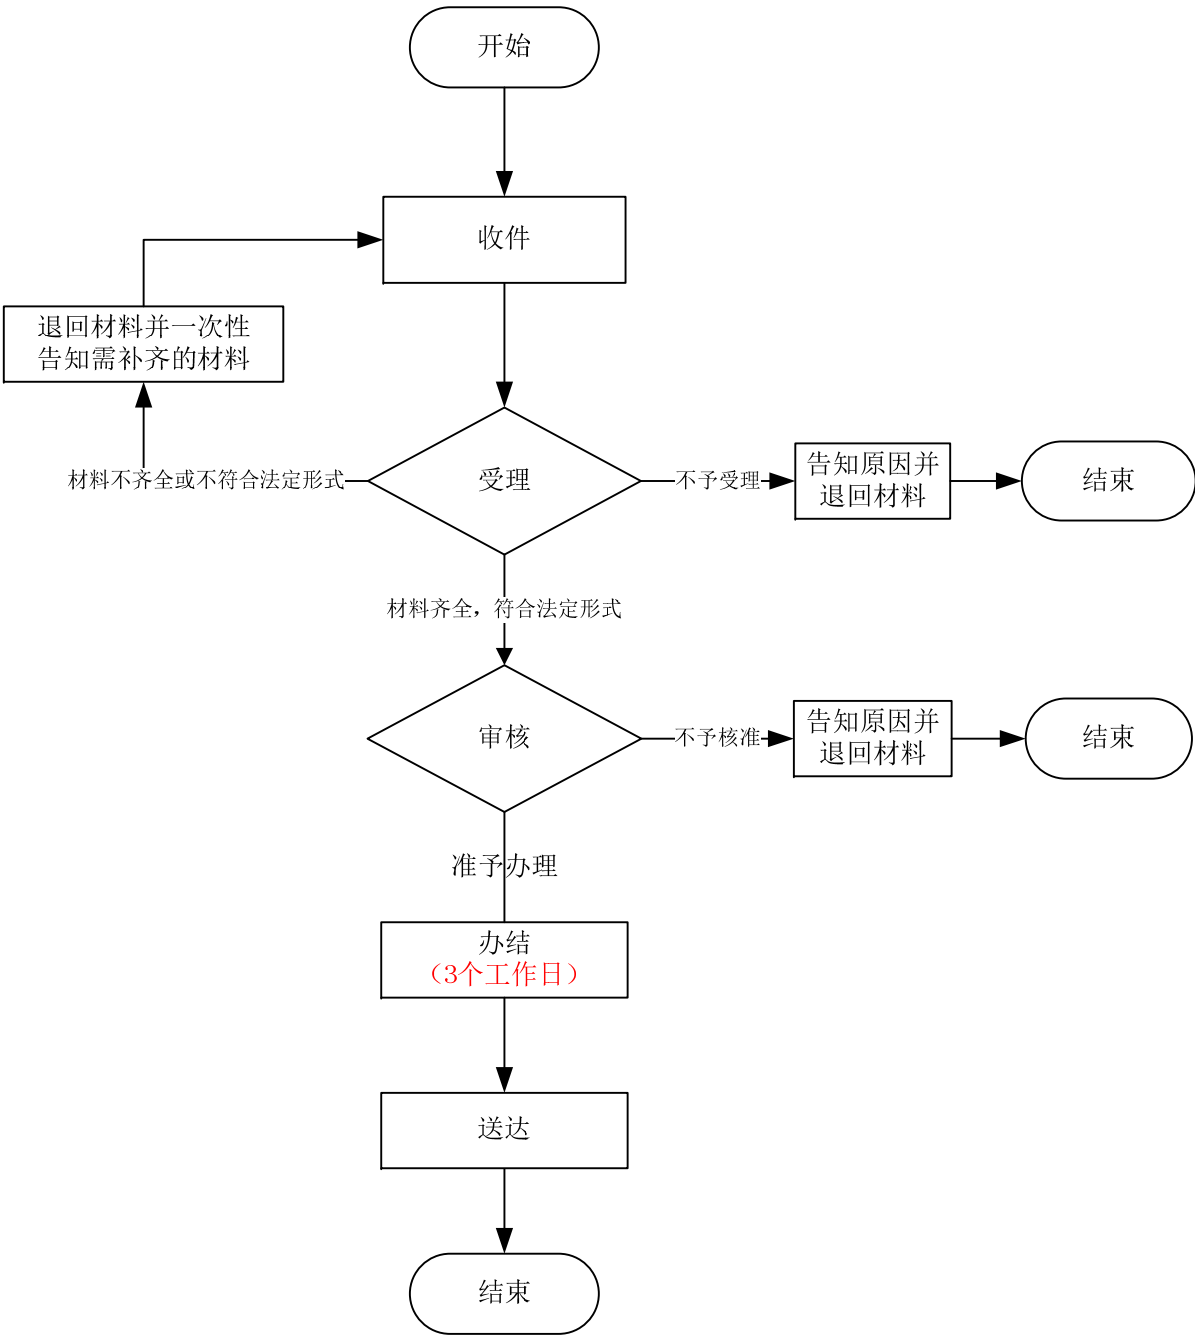 开始
收件
退回材料并一次性
告知需补齐的材料
材料不齐全或不符合法定形式
受理
不予受理
告知原因并
退回材料
结束
材料齐全，符合法定形式
审核
不予核准
告知原因并
退回材料
结束
准予办理
办结
（3个工作日）
送达
结束